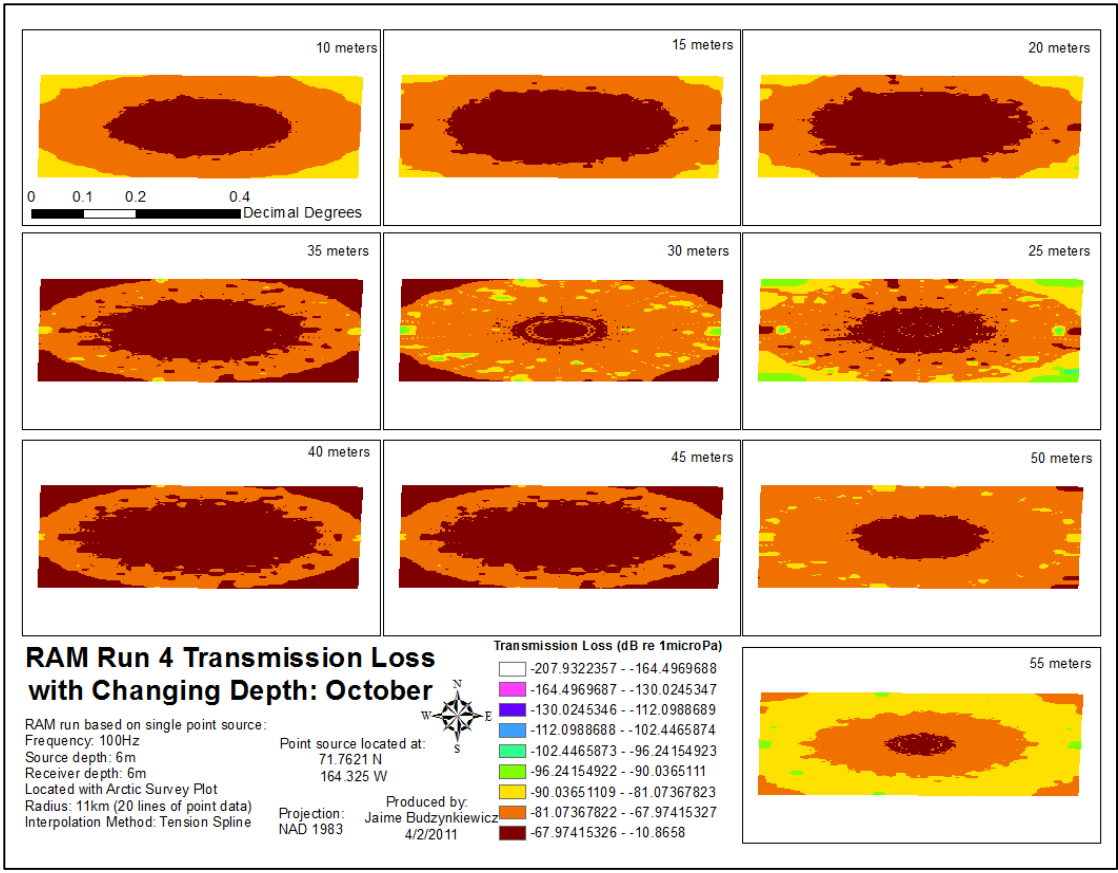 10 meters
15 meters
20 meters
0 0.1 0.2 0.4
Decimal Degrees
35 meters
30 meters
25 meters
40 meters
45 meters
50 meters
RAM Run 4 Transmission Loss
with Changing Depth: October
RAM run based on single point source:
Frequency: 100Hz
Source depth: 6m
Receiver depth: 6m
Located with Arctic Survey Plot
Radius: 11km (20 lines of point data)
Interpolation Method: Tension Spline
N
W E
S
Point source located at:
71.7621 N
164.325 W
Projection:
NAD 1983
Produced by:
Jaime Budzynkiewicz
4/2/2011
Transmission Loss (dB re 1microPa)
-207.9322357 - -164.4969688
-164.4969687 - -130.0245347
-130.0245346 - -112.0988689
-112.0988688 - -102.4465874
-102.4465873 - -96.24154923
-96.24154922 - -90.0365111
-90.03651109 - -81.07367823
-81.07367822 - -67.97415327
-67.97415326 - -10.8658
55 meters